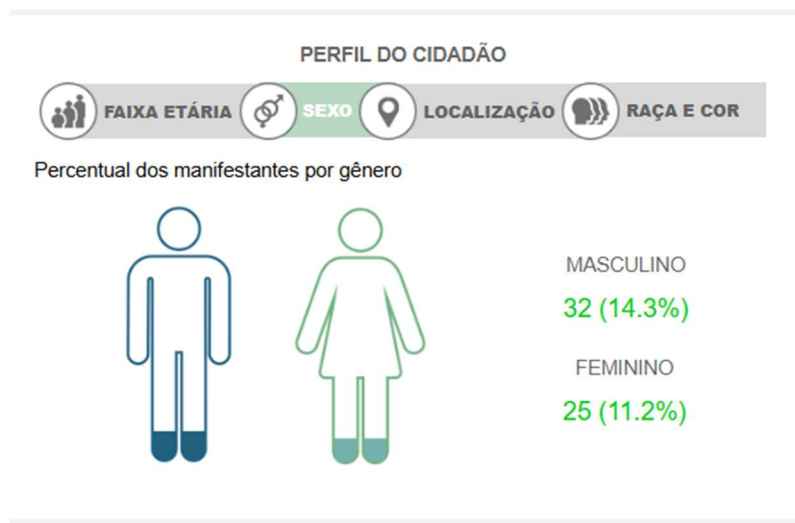 PERFIL DO CIDADÃO
FAIXA ETÁRIA SEXO LOCALIZAÇÃO RAÇA E COR
Percentual dos manifestantes por gênero
MASCULINO
32 (14.3%)
FEMININO
25 (11.2%)